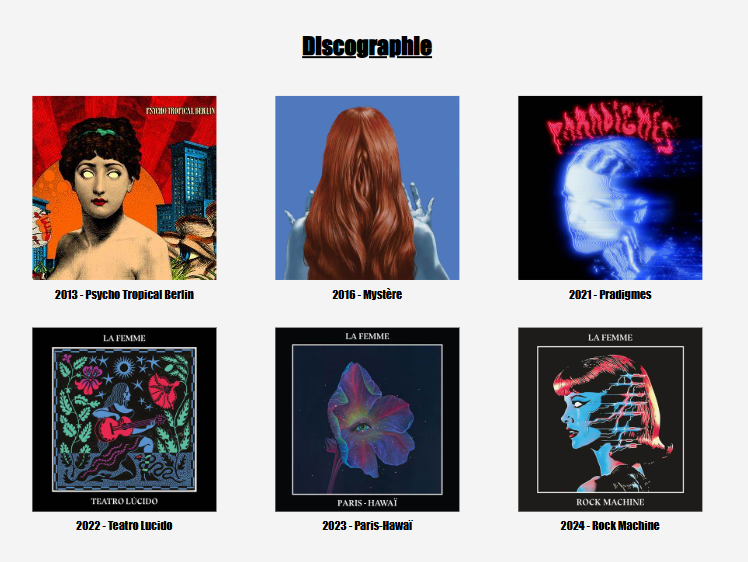 Discographie
PSYCHO TROPICAL BERLIN
2013 - Psycho Tropical Berlin
2016 - Mystère
PARADIGMES
2021 - Pradigmes
LA FEMME
TEATRO LÚCIDO
2022 - Teatro Lucido
LA FEMME
PARIS - HAWAÏ
2023 - Paris-Hawaï
LA FEMME
ROCK MACHINE
2024 - Rock Machine